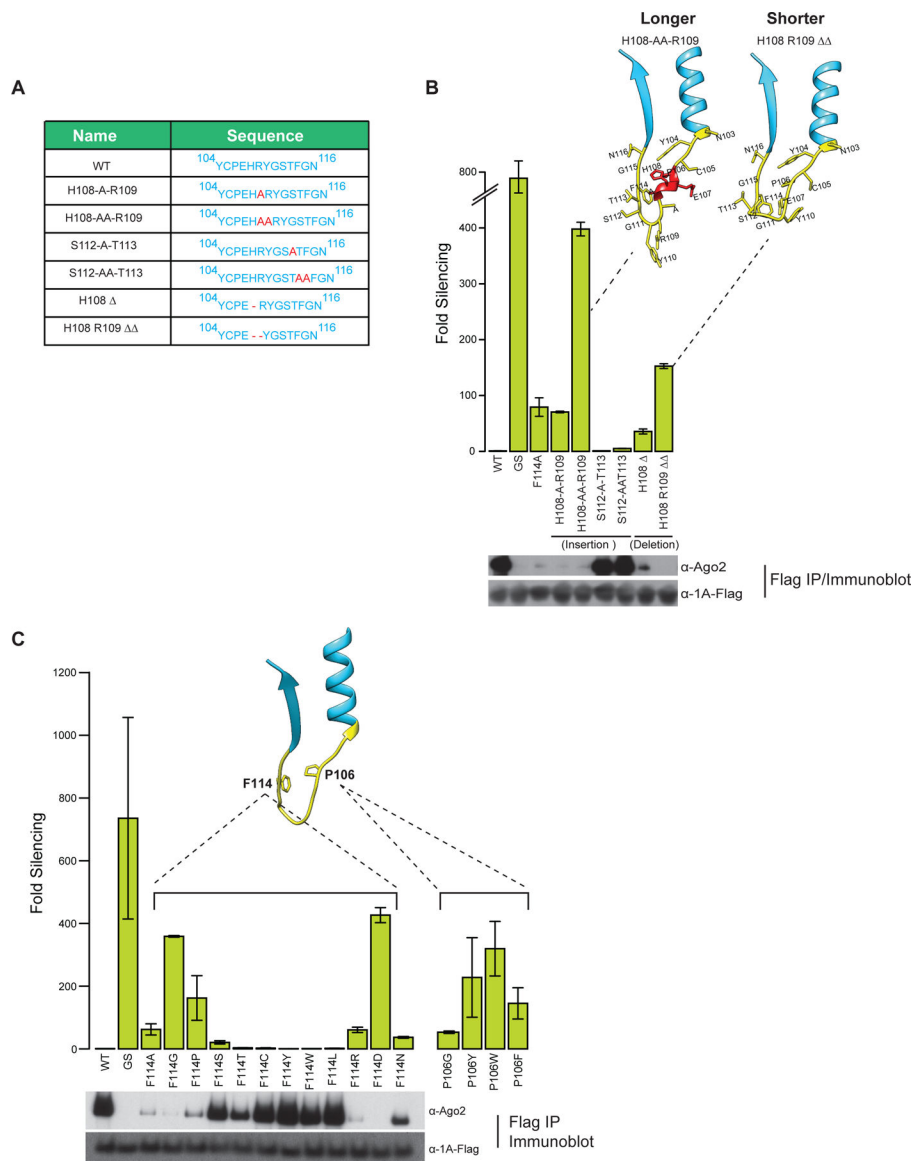 A
Name Sequence
WT 104YCPEHRYGSTFGN116
H108-A-R109 104YCPEHARYGSTFGN116
H108-AA-R109 104YCPEHAARYGSTFGN116
S112-A-T113 104YCPEHRYGSATFGN116
S112-AA-T113 104YCPEHRYGSTAAFGN116
H108 Δ 104YCPE - RYGSTFGN116
H108 R109 ΔΔ 104YCPE - -YGSTFGN116
B
Longer
H108-AA-R109
Shorter
H108 R109 ΔΔ
N116
G115
Y104
N103
H108
P106
C105
F114
T113
E107
S112
G111
A
R109
Y110
N116
Y104
N103
G115
P106
C105
T113
F114
E107
S112
G111
Y110
Fold Silencing
800
400
300
200
100
0
WT
GS
F114A
H108-A-R109
H108-AA-R109
S112-A-T113
S112-AAT113
H108 Δ
H108 R109 ΔΔ
(Insertion )
(Deletion)
α-Ago2
α-1A-Flag
Flag IP/Immunoblot
C
Fold Silencing
1200
1000
800
600
400
200
0
F114
P106
WT
GS
F114A
F114G
F114P
F114S
F114T
F114C
F114Y
F114W
F114L
F114R
F114D
F114N
P106G
P106Y
P106W
P106F
α-Ago2
α-1A-Flag
Flag IP
Immunoblot